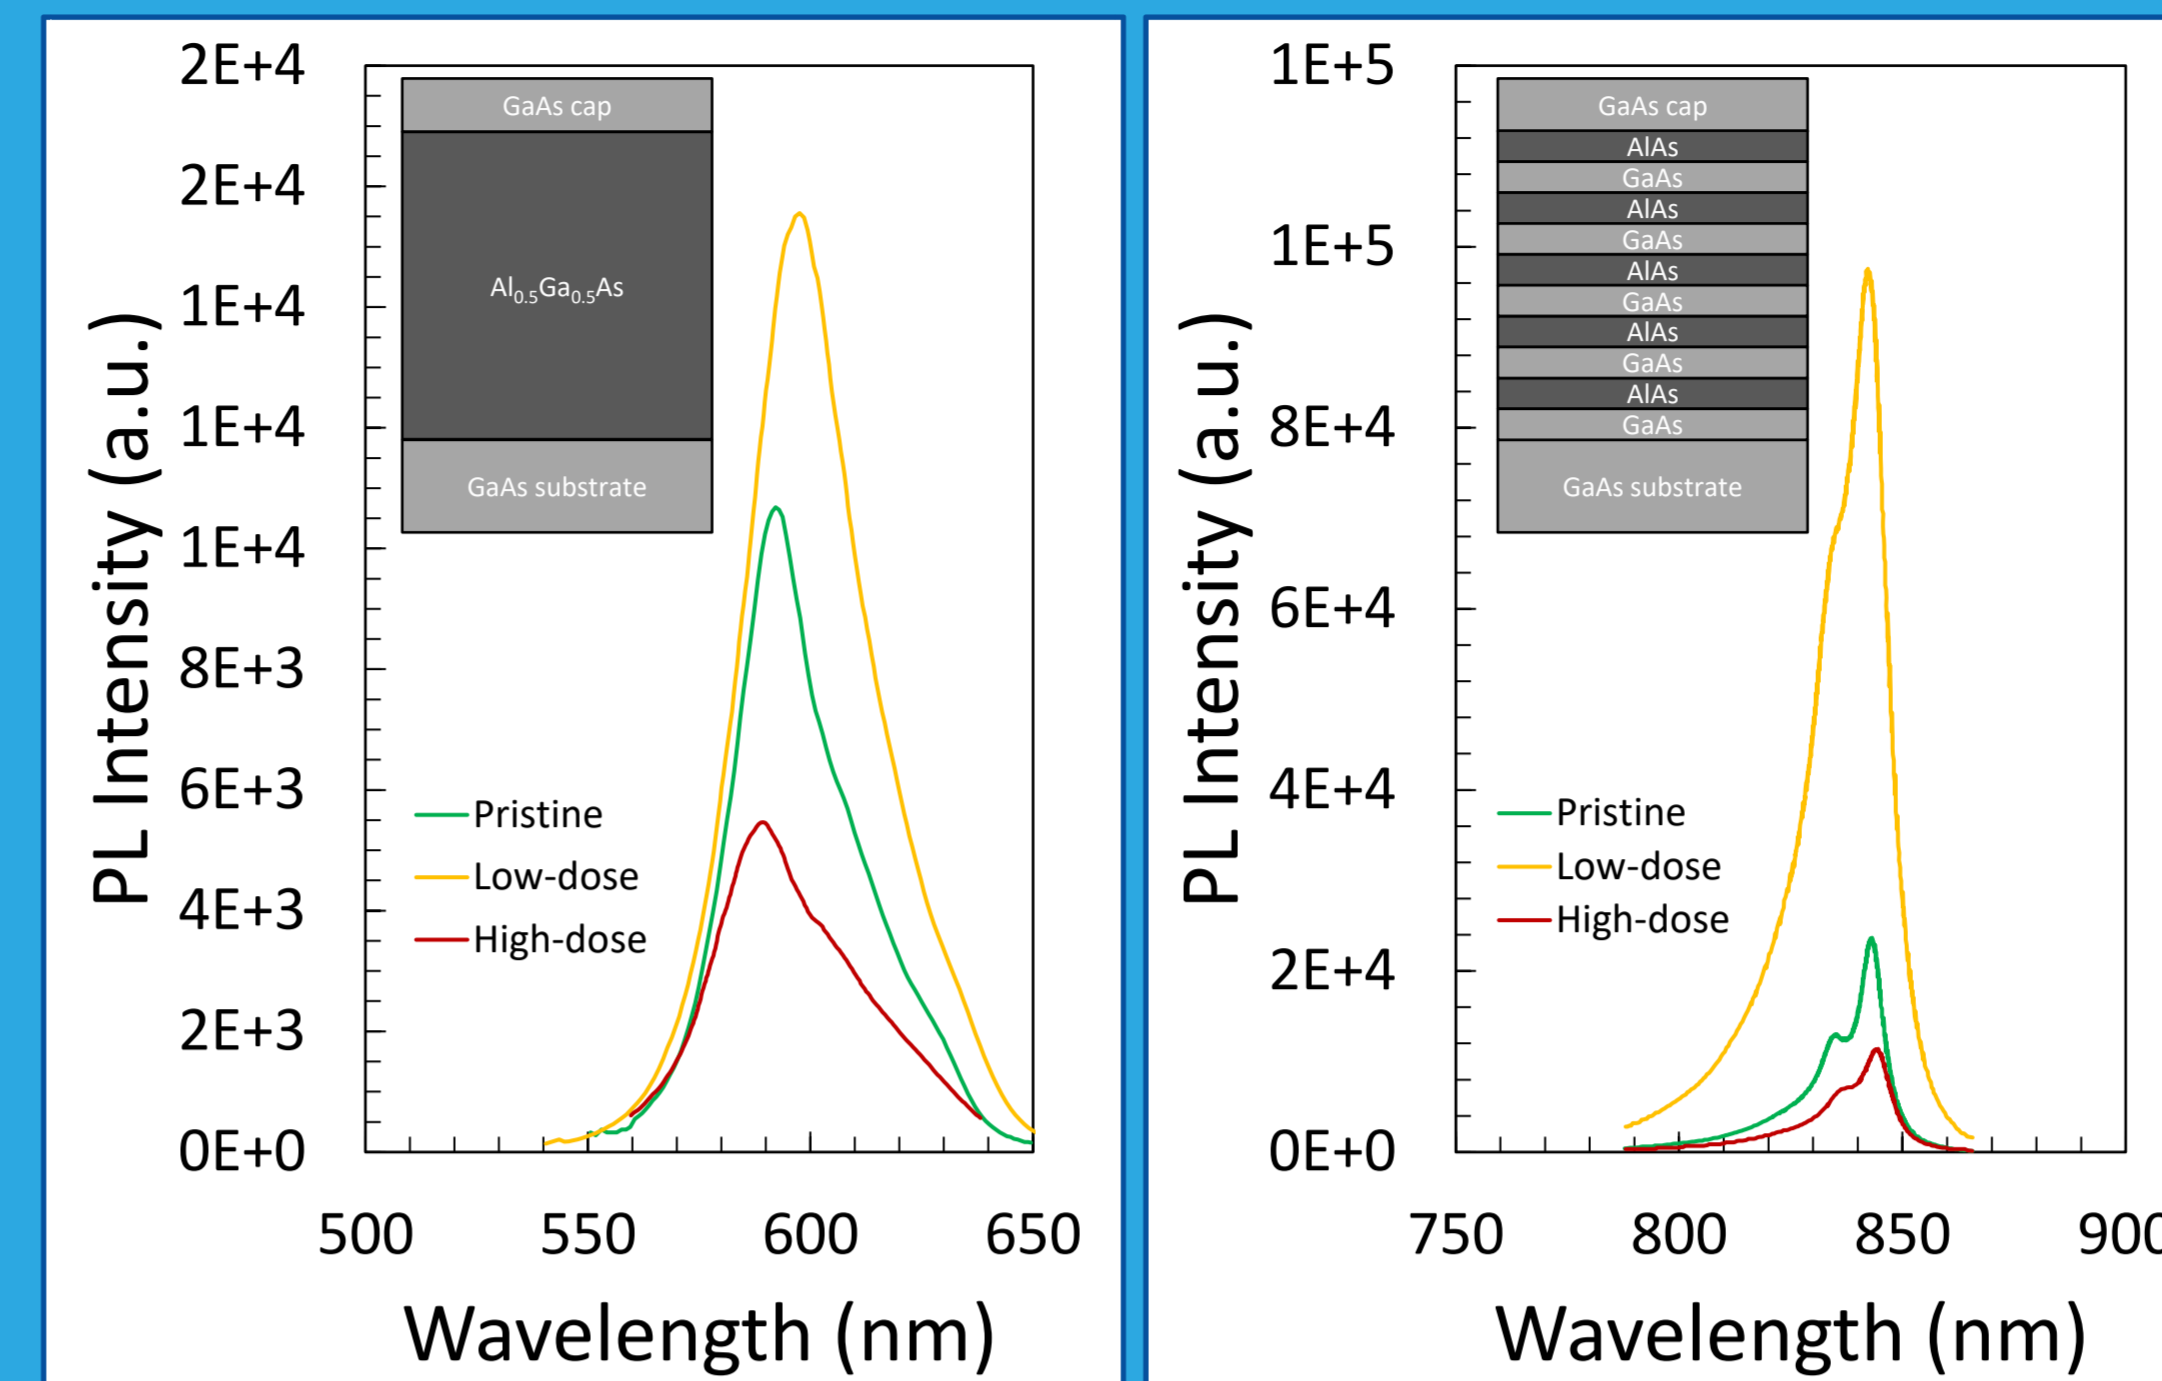 2E+4
2E+4
1E+4
1E+4
1E+4
8E+3
6E+3
4E+3
2E+3
0E+0
PL Intensity (a.u.)
GaAs cap
Al0.5Ga0.5As
GaAs substrate
Pristine
Low-dose
High-dose
500 550 600 650
Wavelength (nm)
1E+5
1E+5
8E+4
6E+4
4E+4
2E+4
0E+0
PL Intensity (a.u.)
GaAs cap
AlAs
GaAs
AlAs
GaAs
AlAs
GaAs
AlAs
GaAs
AlAs
GaAs
GaAs substrate
Pristine
Low-dose
High-dose
750 800 850 900
Wavelength (nm)